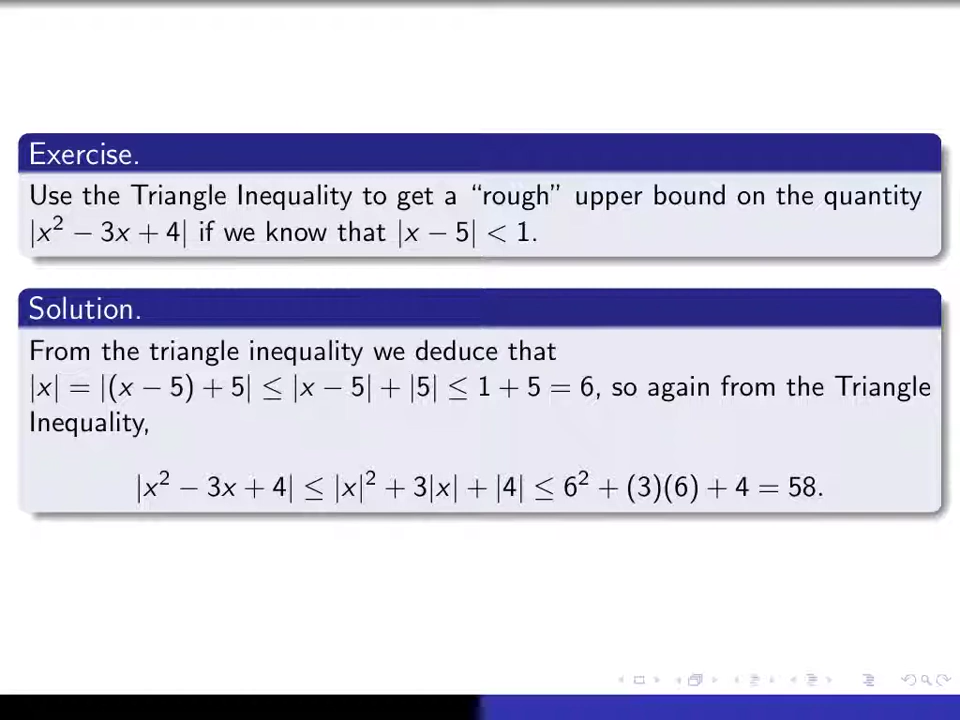 Exercise.
Use the Triangle Inequality to get a “rough” upper bound on the quantity
|x² − 3x + 4| if we know that |x − 5| < 1.
Solution.
From the triangle inequality we deduce that
|x| = |(x − 5) + 5| ≤ |x − 5| + |5| ≤ 1 + 5 = 6, so again from the Triangle
Inequality,
|x² − 3x + 4| ≤ |x|² + 3|x| + |4| ≤ 6² + (3)(6) + 4 = 58.